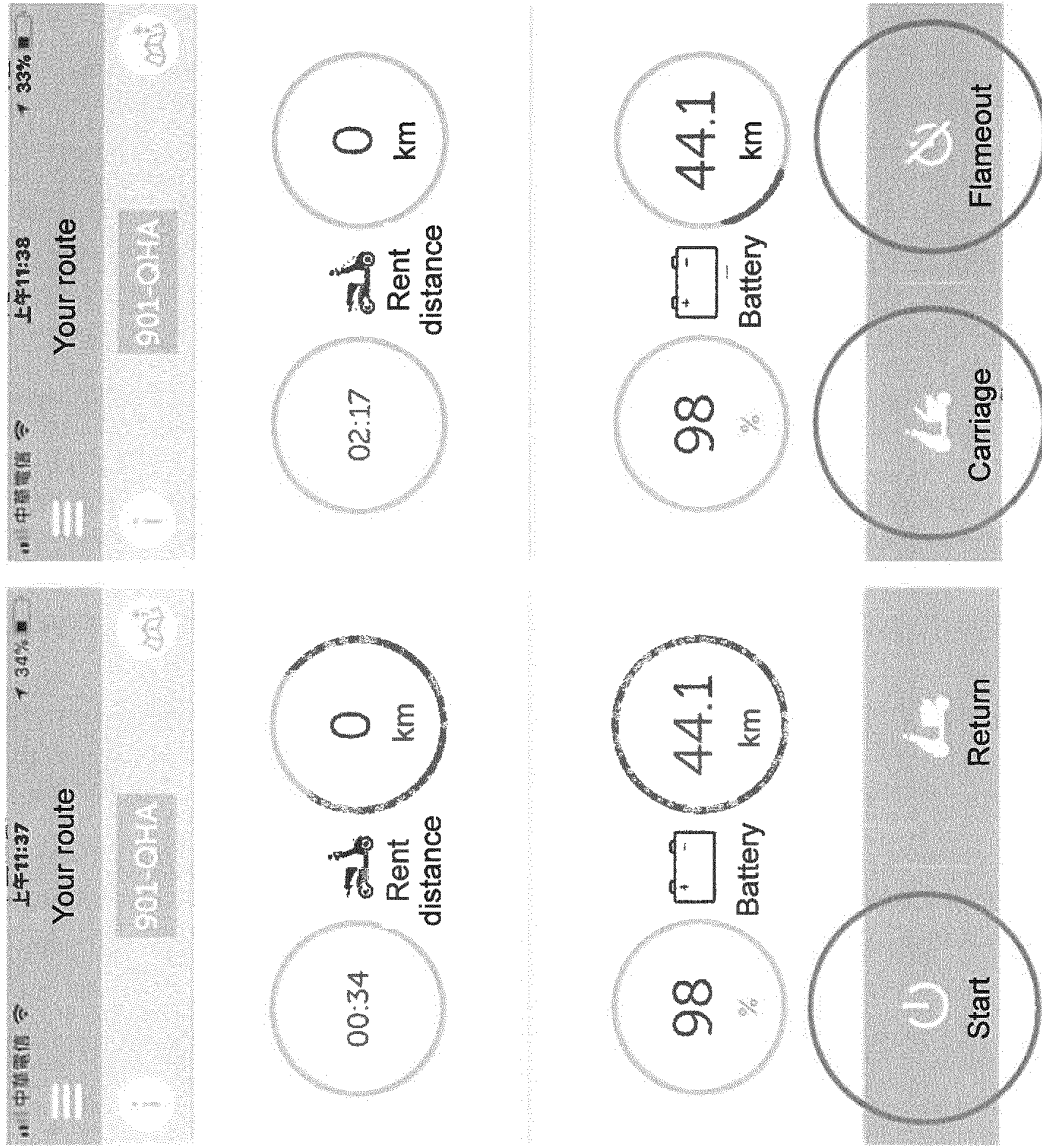 中華電信 上午11:37 34%
Your route
901-QHA
00:34
Rent
distance
0
km
98
%
Battery
44.1
km
Start
Return
中華電信 上午11:38 33%
Your route
901-QHA
02:17
Rent
distance
0
km
98
%
Battery
44.1
km
Carriage
Flameout